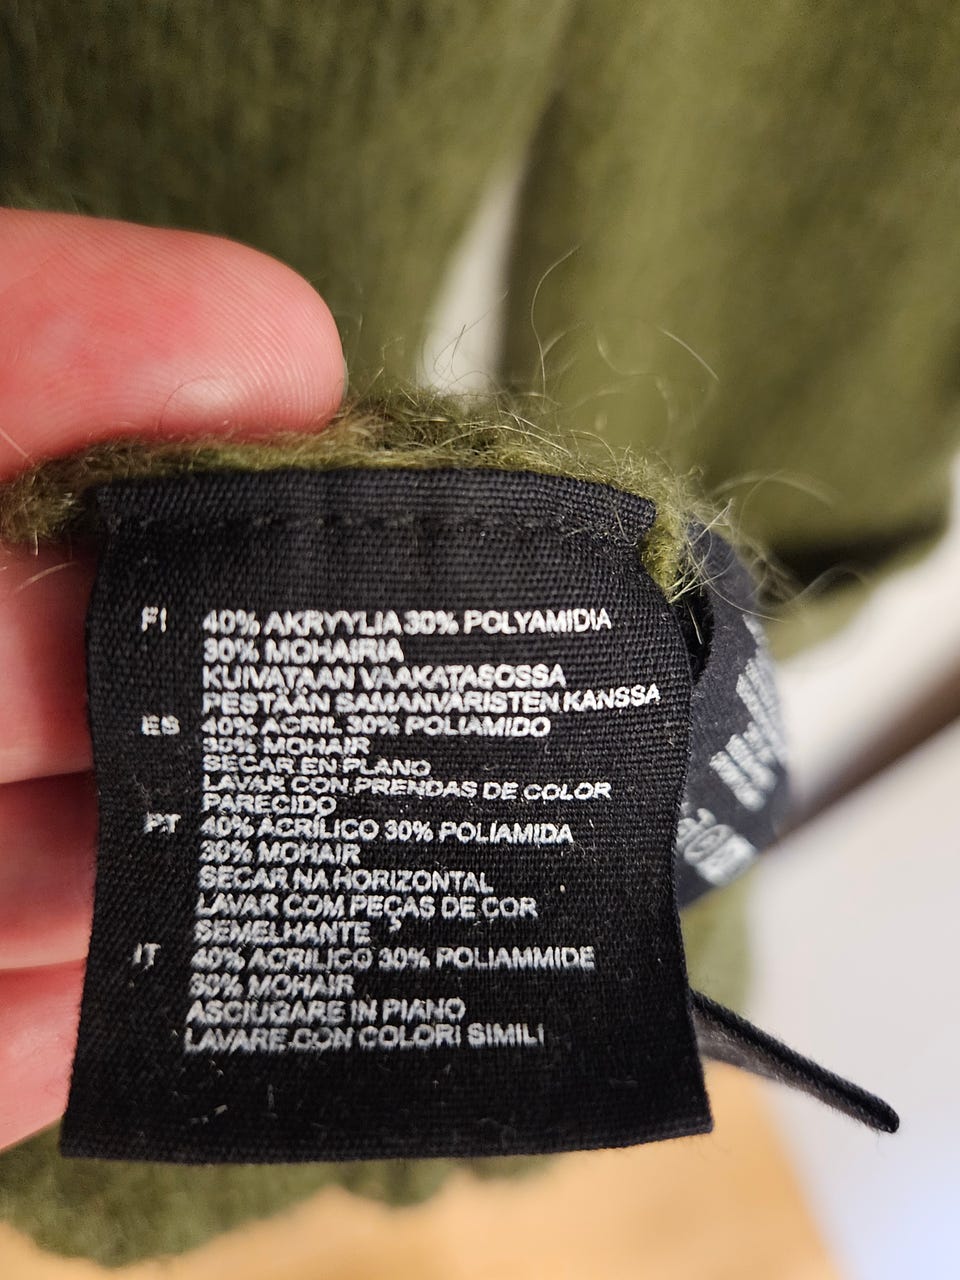 FI 40% AKRYYLIA 30% POLYAMIDIA
30% MOHAIRIA
KUIVATAAN VAAKATASOSSA
PESTÄÄN SAMANVÄRISTEN KANSSA
ES 40% ACRIL 30% POLIAMIDO
30% MOHAIR
SECAR EN PLANO
LAVAR CON PRENDAS DE COLOR
PARECIDO
PT 40% ACRÍLICO 30% POLIAMIDA
30% MOHAIR
SECAR NA HORIZONTAL
LAVAR COM PEÇAS DE COR
SEMELHANTE
IT 40% ACRILICO 30% POLIAMMIDE
30% MOHAIR
ASCIUGARE IN PIANO
LAVARE CON COLORI SIMILI